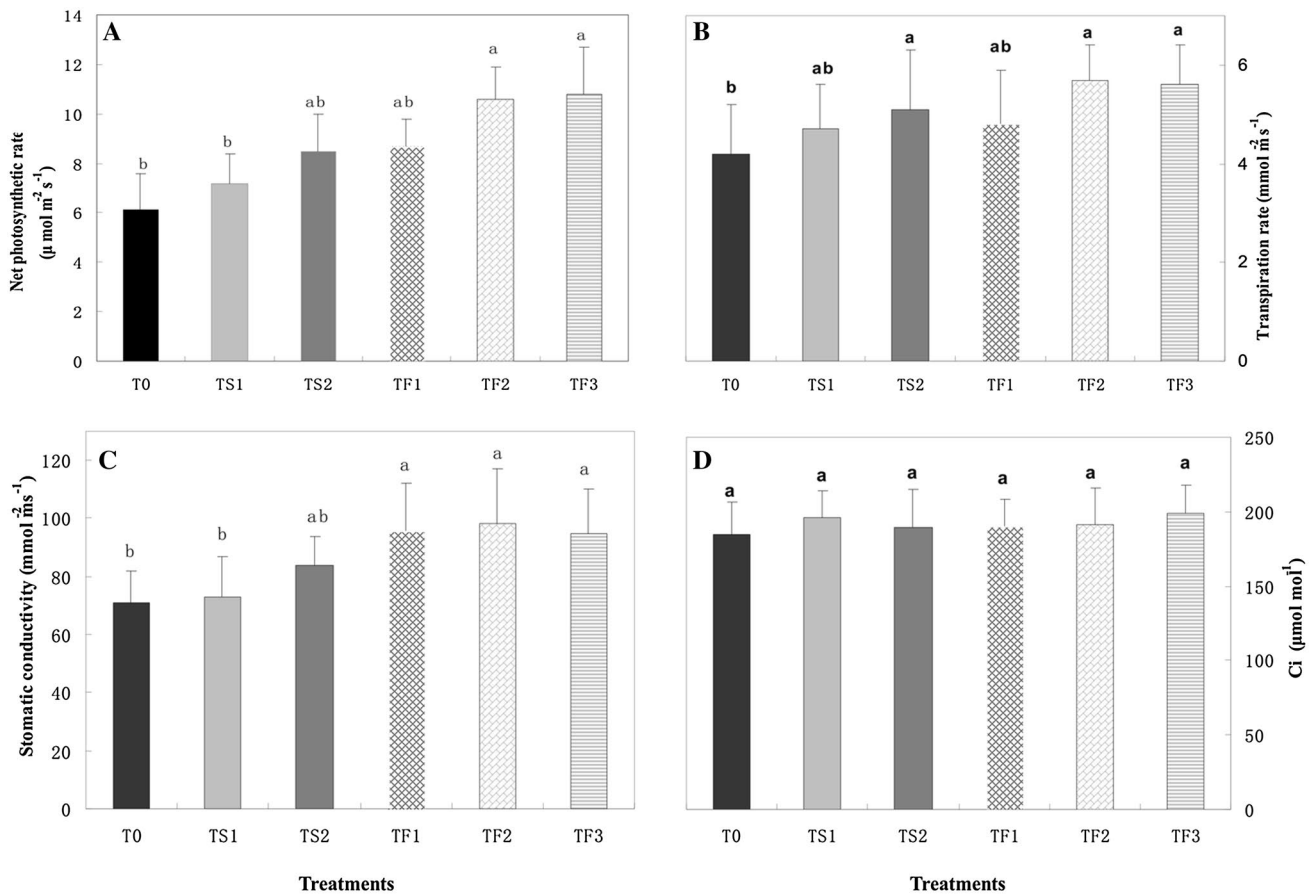 A
Net photosynthetic rate
(μ mol m⁻² s⁻¹)
14
12
10
8
6
4
2
0
b
b
ab
ab
a
a
T0 TS1 TS2 TF1 TF2 TF3
B
b
ab
a
ab
a
a
6
4
2
0
Transpiration rate (mmol m⁻² s⁻¹)
T0 TS1 TS2 TF1 TF2 TF3
C
Stomatic conductivity (mmol m⁻² s⁻¹)
120
100
80
60
40
20
0
b
b
ab
a
a
a
T0 TS1 TS2 TF1 TF2 TF3
Treatments
D
a
a
a
a
a
a
250
200
150
100
50
0
Ci (μmol mol⁻¹)
T0 TS1 TS2 TF1 TF2 TF3
Treatments